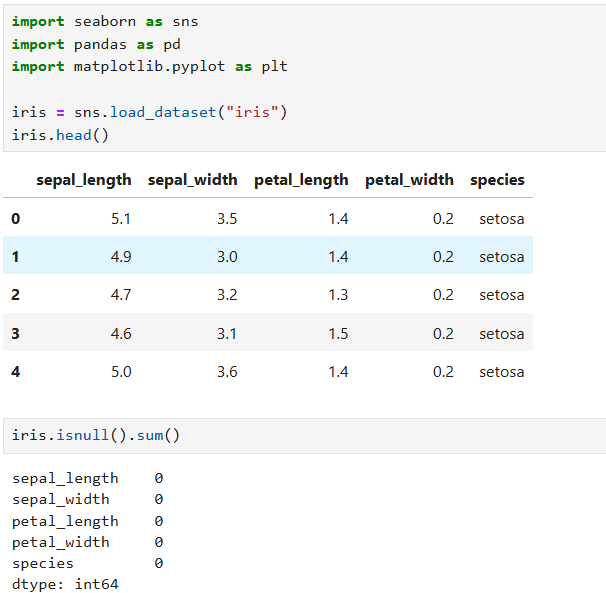 import seaborn as sns
import pandas as pd
import matplotlib.pyplot as plt
iris = sns.load_dataset("iris")
iris.head()
sepal_length sepal_width petal_length petal_width species
0 5.1 3.5 1.4 0.2 setosa
1 4.9 3.0 1.4 0.2 setosa
2 4.7 3.2 1.3 0.2 setosa
3 4.6 3.1 1.5 0.2 setosa
4 5.0 3.6 1.4 0.2 setosa
iris.isnull().sum()
sepal_length 0
sepal_width 0
petal_length 0
petal_width 0
species 0
dtype: int64